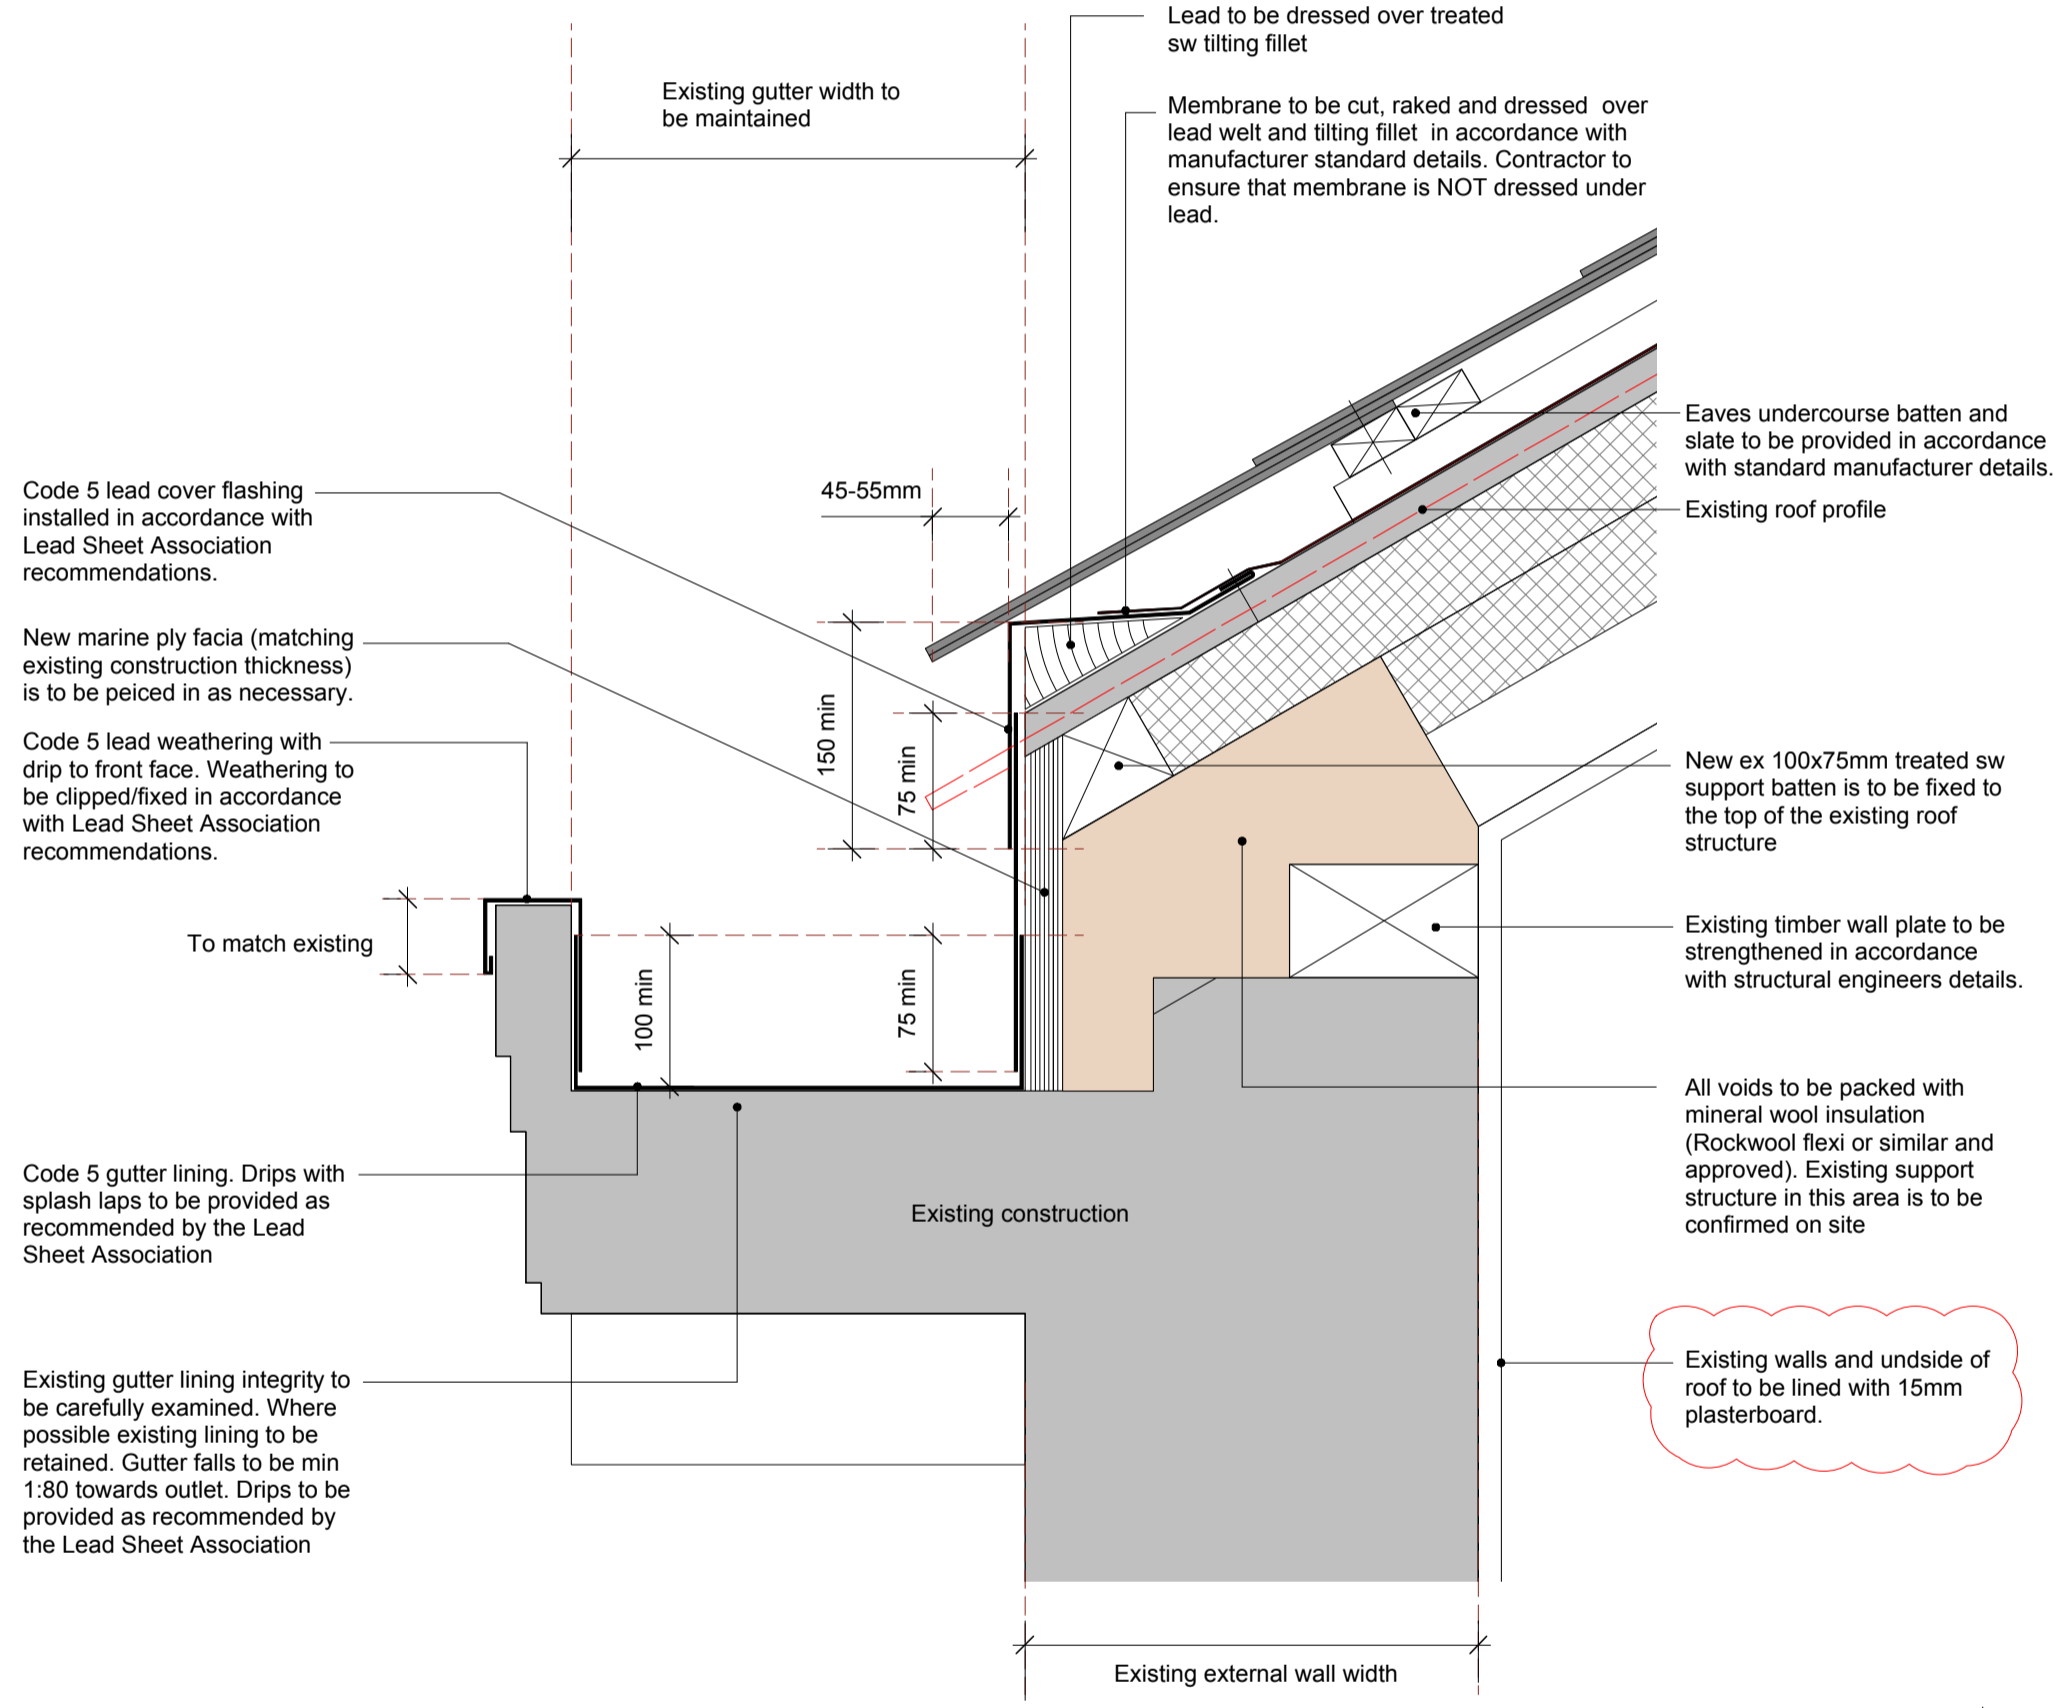 Lead to be dressed over treated
sw tilting fillet
Existing gutter width to
be maintained
Membrane to be cut, raked and dressed over
lead welt and tilting fillet in accordance with
manufacturer standard details. Contractor to
ensure that membrane is NOT dressed under
lead.
Eaves undercourse batten and
slate to be provided in accordance
with standard manufacturer details.
Existing roof profile
Code 5 lead cover flashing
installed in accordance with
Lead Sheet Association
recommendations.
45-55mm
New marine ply facia (matching
existing construction thickness)
is to be peiced in as necessary.
150 min
75 min
Code 5 lead weathering with
drip to front face. Weathering to
be clipped/fixed in accordance
with Lead Sheet Association
recommendations.
New ex 100x75mm treated sw
support batten is to be fixed to
the top of the existing roof
structure
To match existing
100 min
75 min
Existing timber wall plate to be
strengthened in accordance
with structural engineers details.
All voids to be packed with
mineral wool insulation
(Rockwool flexi or similar and
approved). Existing support
structure in this area is to be
confirmed on site
Code 5 gutter lining. Drips with
splash laps to be provided as
recommended by the Lead
Sheet Association
Existing construction
Existing walls and undside of
roof to be lined with 15mm
plasterboard.
Existing gutter lining integrity to
be carefully examined. Where
possible existing lining to be
retained. Gutter falls to be min
1:80 towards outlet. Drips to be
provided as recommended by
the Lead Sheet Association
Existing external wall width